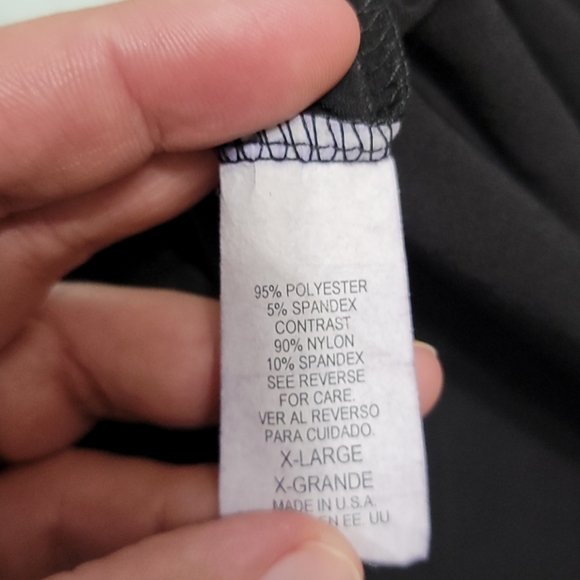 95% POLYESTER
5% SPANDEX
CONTRAST
90% NYLON
10% SPANDEX
SEE REVERSE
FOR CARE.
VER AL REVERSO
PARA CUIDADO.
X-LARGE
X-GRANDE
MADE IN U.S.A.
EN EE. UU